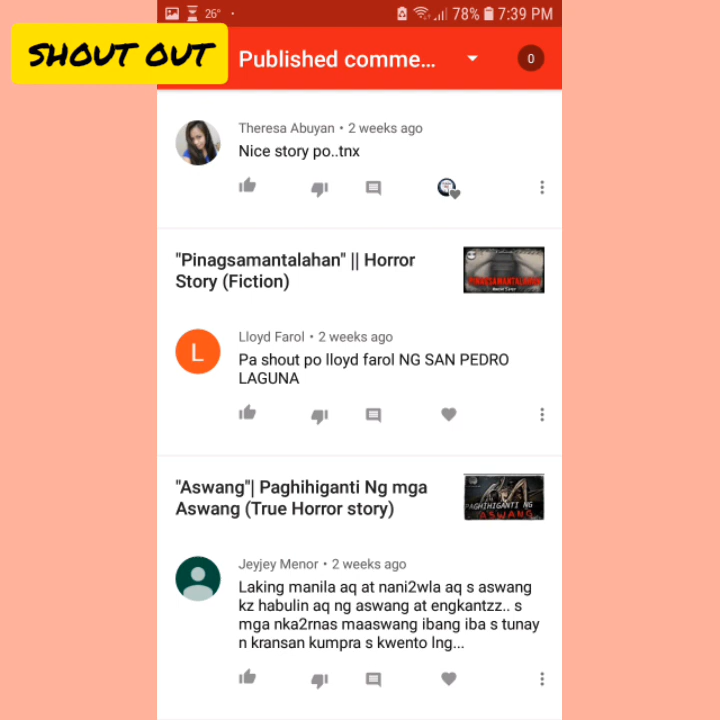 26°
78%
7:39 PM
SHOUT OUT
Published comme...
0
Theresa Abuyan • 2 weeks ago
Nice story po..tnx
"Pinagsamantalahan" || Horror
Story (Fiction)
PINAGSAMANTALAHAN
L
Lloyd Farol • 2 weeks ago
Pa shout po lloyd farol NG SAN PEDRO
LAGUNA
"Aswang"| Paghihiganti Ng mga
Aswang (True Horror story)
PAGHIHIGANTI NG
ASWANG
Jeyjey Menor • 2 weeks ago
Laking manila aq at nani2wla aq s aswang
kz habulin aq ng aswang at engkantzz.. s
mga nka2rnas maaswang ibang iba s tunay
n kransan kumpra s kwento lng...